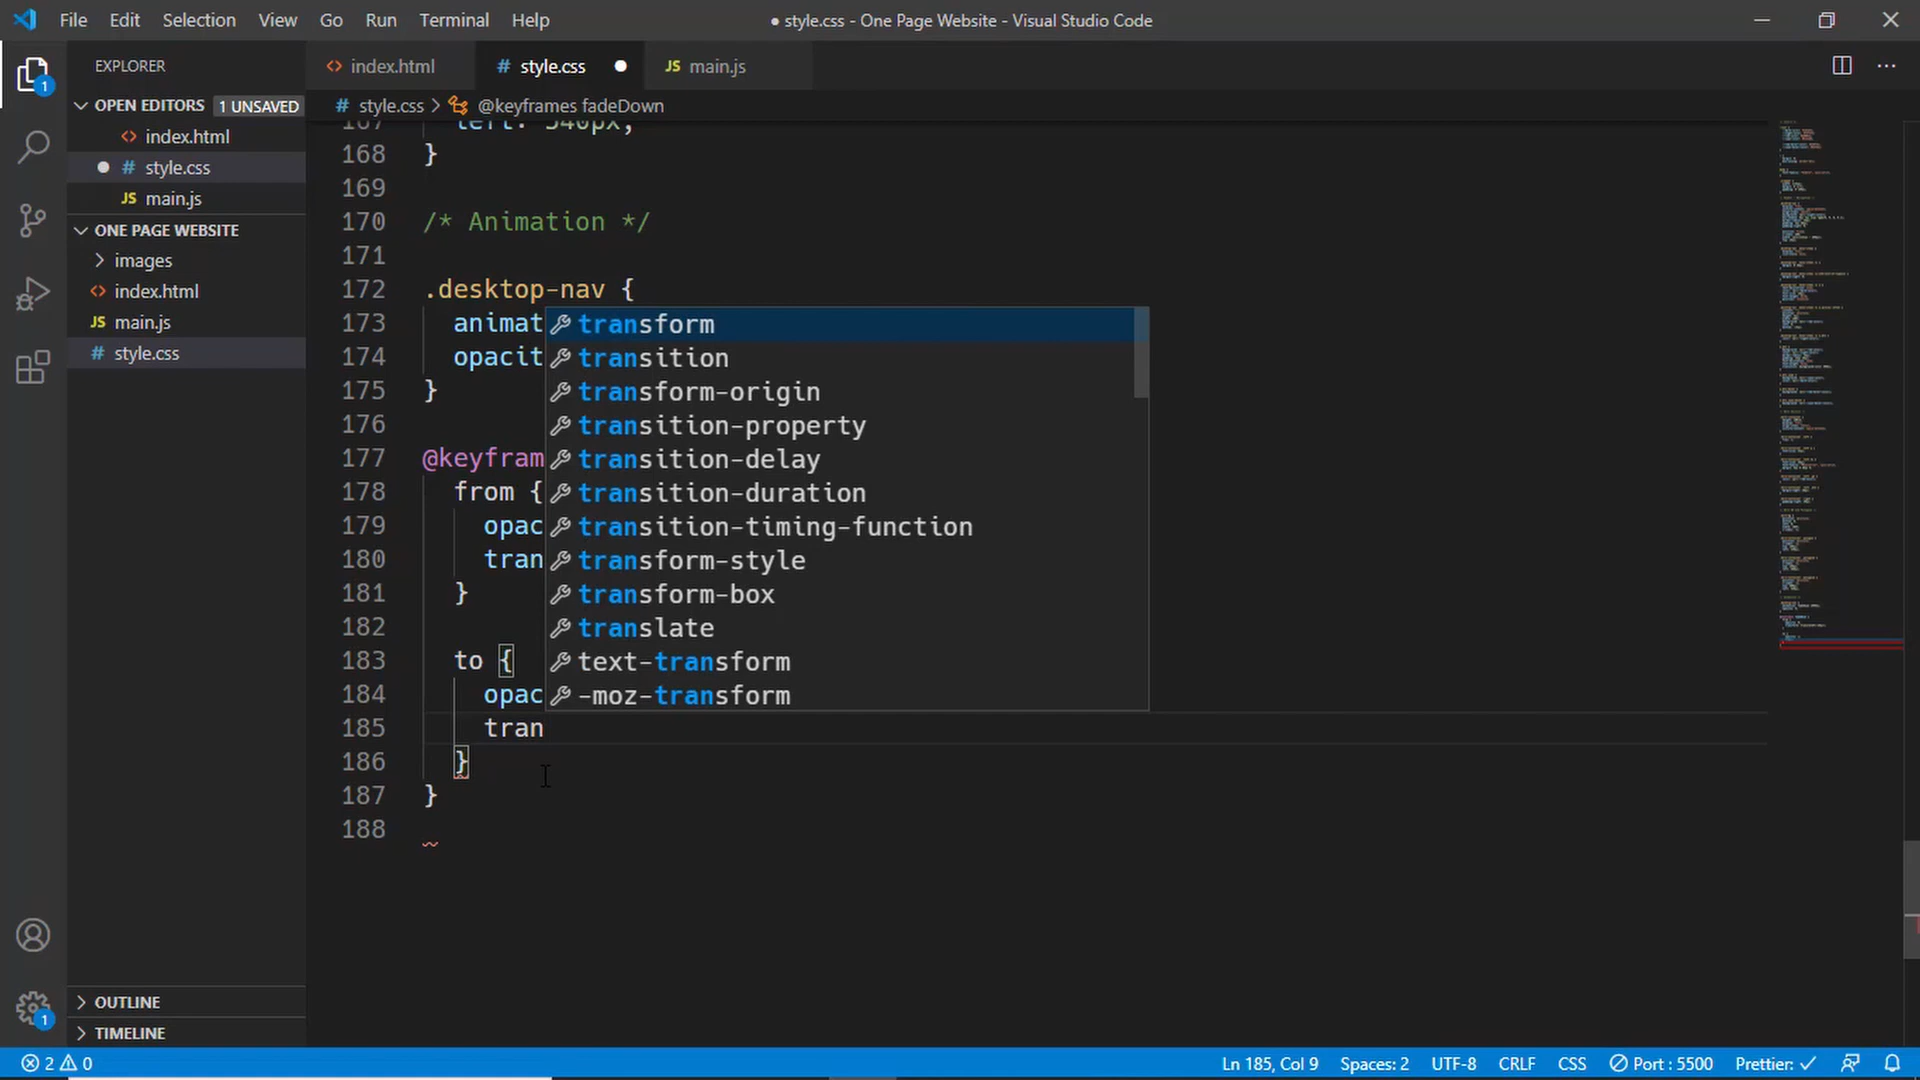 File Edit Selection View Go Run Terminal Help
● style.css - One Page Website - Visual Studio Code
EXPLORER
index.html
style.css
main.js
OPEN EDITORS 1 UNSAVED
index.html
style.css
main.js
ONE PAGE WEBSITE
images
index.html
main.js
style.css
OUTLINE
TIMELINE
style.css > @keyframes fadeDown
167 left: 340px;
168 }
169
170 /* Animation */
171
172 .desktop-nav {
173 animat
174 opacit
175 }
176
177 @keyfram
178 from {
179 opac
180 tran
181 }
182
183 to {
184 opac
185 tran
186 }
187 }
188
transform
transition
transform-origin
transition-property
transition-delay
transition-duration
transition-timing-function
transform-style
transform-box
translate
text-transform
-moz-transform
1
1
2 0
Ln 185, Col 9 Spaces: 2 UTF-8 CRLF CSS Port : 5500 Prettier: ✓